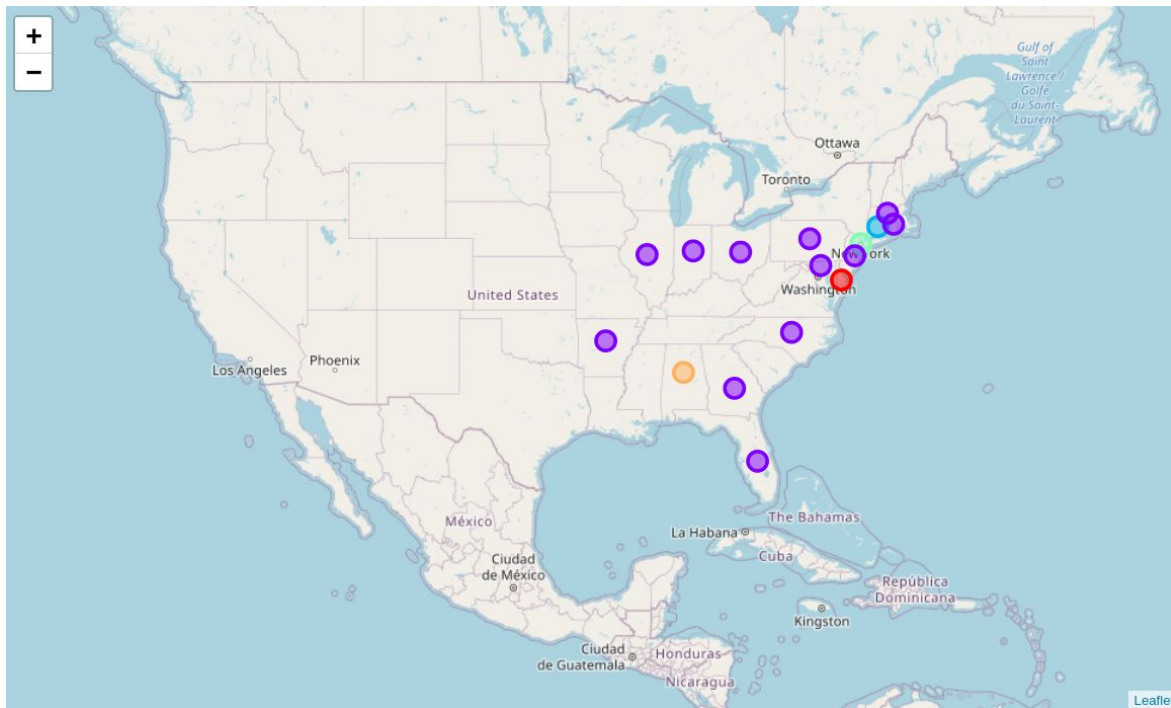 +
−
Gulf of
Saint
Lawrence /
Golfe
du Saint-
Laurent
Ottawa
Toronto
New York
Washington
United States
Los Angeles
Phoenix
México
Ciudad
de México
La Habana
The Bahamas
Cuba
República
Dominicana
Kingston
Ciudad
de Guatemala
Honduras
Nicaragua
Leafle